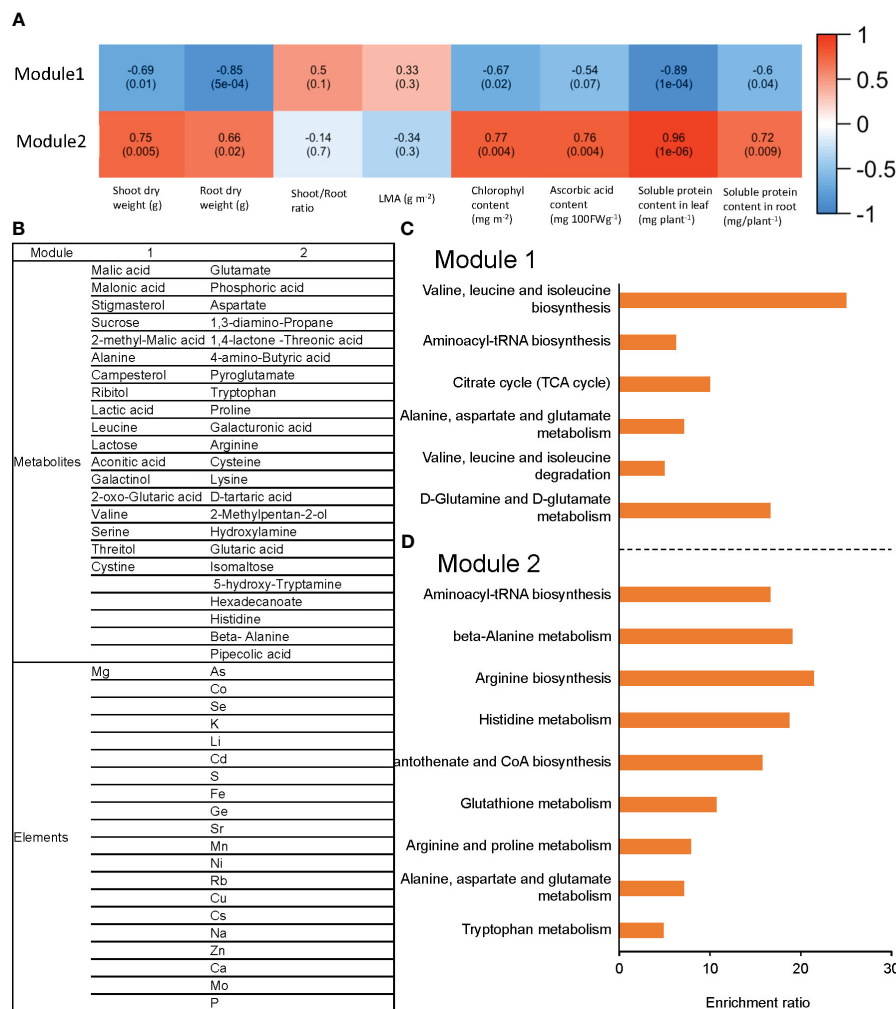 A
Module1
-0.69 -0.85 0.5 0.33 -0.67 -0.54 -0.89 -0.6
(0.01) (5e-04) (0.1) (0.3) (0.02) (0.07) (1e-04) (0.04)
Module2
0.75 0.66 -0.14 -0.34 0.77 0.76 0.96 0.72
(0.005) (0.02) (0.7) (0.3) (0.004) (0.004) (1e-06) (0.009)
Shoot dry
weight (g)
Root dry
weight (g)
Shoot/Root
ratio
LMA (g m⁻²)
Chlorophyl
content
(mg m⁻²)
Ascorbic acid
content
(mg 100FWg⁻¹)
Soluble protein
content in leaf
(mg plant⁻¹)
Soluble protein
content in root
(mg/plant⁻¹)
1
0.5
0
-0.5
-1
B
Module 1 2
Metabolites
Malic acid Glutamate
Malonic acid Phosphoric acid
Stigmasterol Aspartate
Sucrose 1,3-diamino-Propane
2-methyl-Malic acid 1,4-lactone -Threonic acid
Alanine 4-amino-Butyric acid
Campesterol Pyroglutamate
Ribitol Tryptophan
Lactic acid Proline
Leucine Galacturonic acid
Lactose Arginine
Aconitic acid Cysteine
Galactinol Lysine
2-oxo-Glutaric acid D-tartaric acid
Valine 2-Methylpentan-2-ol
Serine Hydroxylamine
Threitol Glutaric acid
Cystine Isomaltose
5-hydroxy-Tryptamine
Hexadecanoate
Histidine
Beta- Alanine
Pipecolic acid
Elements
Mg As
Co
Se
K
Li
Cd
S
Fe
Ge
Sr
Mn
Ni
Rb
Cu
Cs
Na
Zn
Ca
Mo
P
C
Module 1
Valine, leucine and isoleucine
biosynthesis
Aminoacyl-tRNA biosynthesis
Citrate cycle (TCA cycle)
Alanine, aspartate and glutamate
metabolism
Valine, leucine and isoleucine
degradation
D-Glutamine and D-glutamate
metabolism
D
Module 2
Aminoacyl-tRNA biosynthesis
beta-Alanine metabolism
Arginine biosynthesis
Histidine metabolism
antothenate and CoA biosynthesis
Glutathione metabolism
Arginine and proline metabolism
Alanine, aspartate and glutamate
metabolism
Tryptophan metabolism
0 10 20 30
Enrichment ratio